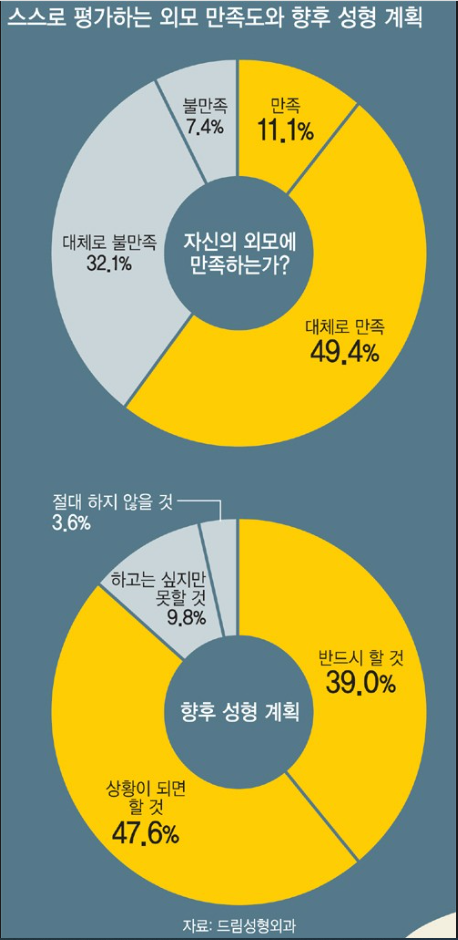 스스로 평가하는 외모 만족도와 향후 성형 계획
불만족
7.4%
만족
11.1%
대체로 불만족
32.1%
자신의 외모에
만족하는가?
대체로 만족
49.4%
절대 하지 않을 것
3.6%
하고는 싶지만
못할 것
9.8%
반드시 할 것
39.0%
향후 성형 계획
상황이 되면
할 것
47.6%
자료: 드림성형외과